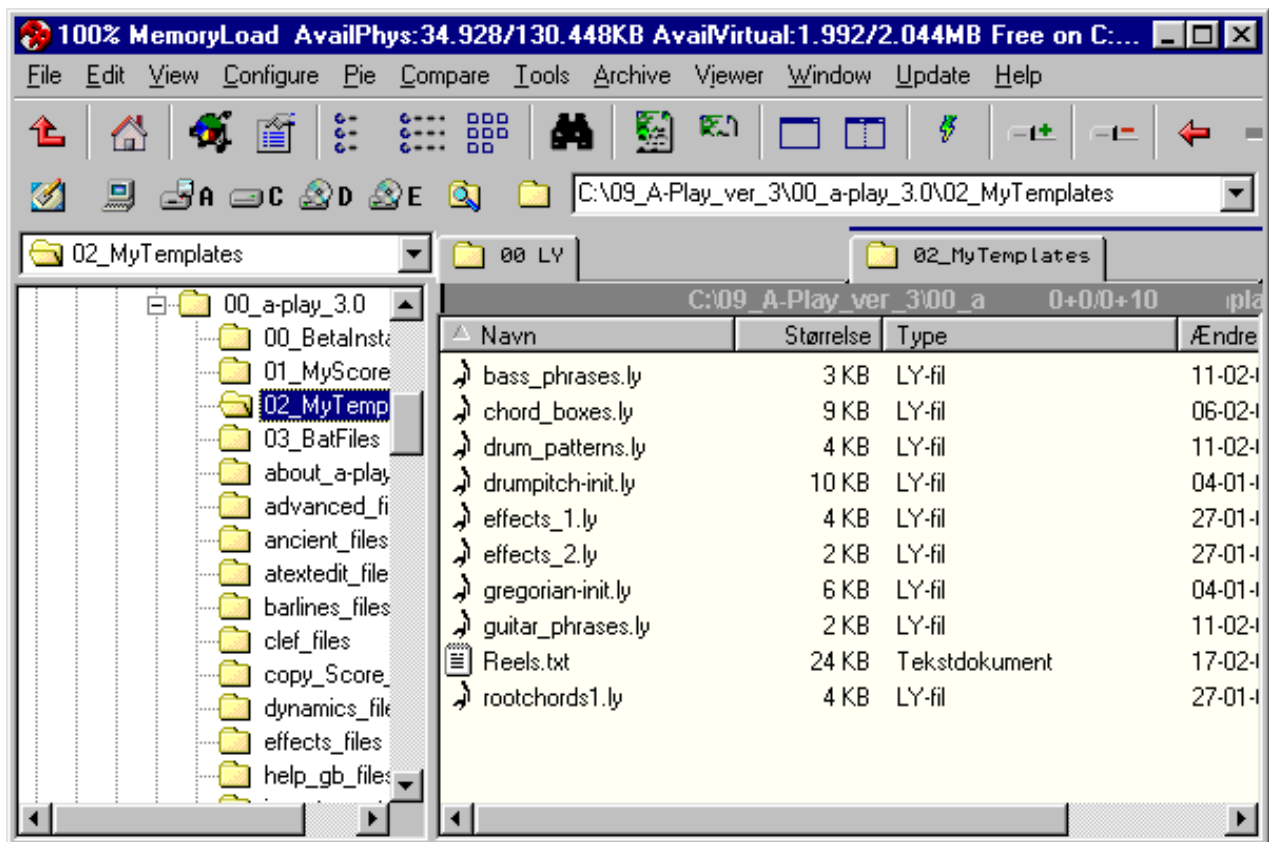 100% MemoryLoad AvailPhys:34.928/130.448KB AvailVirtual:1.992/2.044MB Free on C:...
File Edit View Configure Pie Compare Tools Archive Viewer Window Update Help
A C D E C:\09_A-Play_ver_3\00_a-play_3.0\02_MyTemplates
02_MyTemplates
00 LY 02_MyTemplates
C:\09_A-Play_ver_3\00_a 0+0/0+10 pla
Navn Størrelse Type Ændre
00_a-play_3.0
00_BetaInsta
01_MyScore
02_MyTemp
03_BatFiles
about_a-play
advanced_fi
ancient_files
atextedit_file
barlines_files
clef_files
copy_Score_
dynamics_file
effects_files
help_gb_files
bass_phrases.ly 3 KB LY-fil 11-02-
chord_boxes.ly 9 KB LY-fil 06-02-
drum_patterns.ly 4 KB LY-fil 11-02-
drumpitch-init.ly 10 KB LY-fil 04-01-
effects_1.ly 4 KB LY-fil 27-01-
effects_2.ly 2 KB LY-fil 27-01-
gregorian-init.ly 6 KB LY-fil 04-01-
guitar_phrases.ly 2 KB LY-fil 11-02-
Reels.txt 24 KB Tekstdokument 17-02-
rootchords1.ly 4 KB LY-fil 27-01-